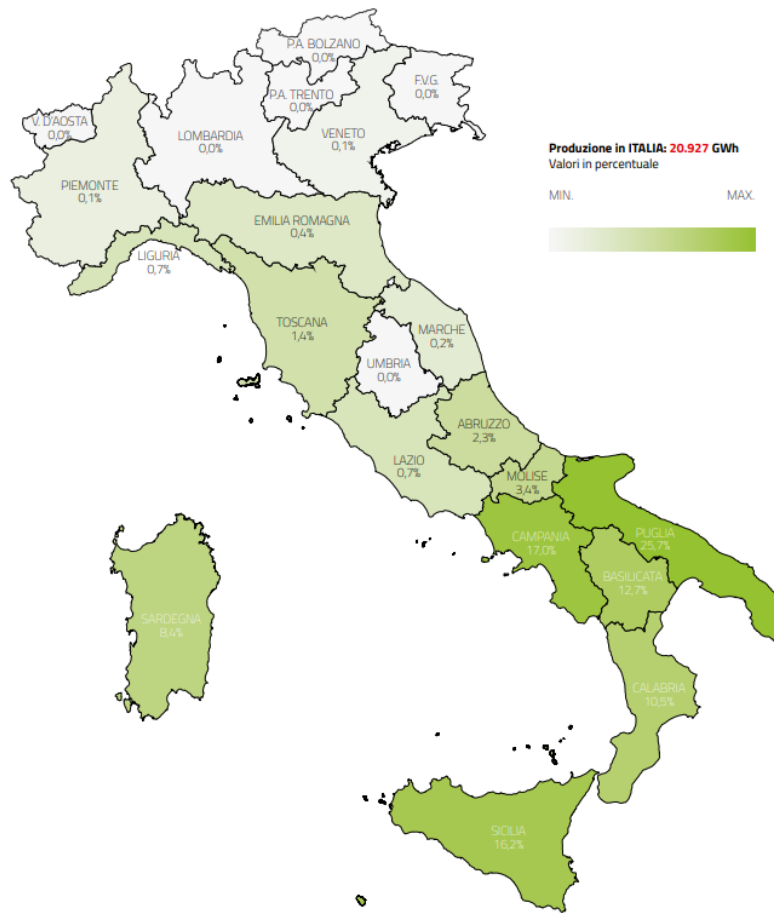 P.A. BOLZANO
0,0%
P.A. TRENTO
0,0%
F.V.G.
0,0%
V. D'AOSTA
0,0%
LOMBARDIA
0,0%
VENETO
0,1%
Produzione in ITALIA: 20.927 GWh
Valori in percentuale
MIN.
MAX.
PIEMONTE
0,1%
EMILIA ROMAGNA
0,4%
LIGURIA
0,7%
TOSCANA
1,4%
MARCHE
0,2%
UMBRIA
0,0%
ABRUZZO
2,3%
LAZIO
0,7%
MOLISE
3,4%
CAMPANIA
17,0%
PUGLIA
25,7%
BASILICATA
12,7%
SARDEGNA
8,4%
CALABRIA
10,5%
SICILIA
16,2%